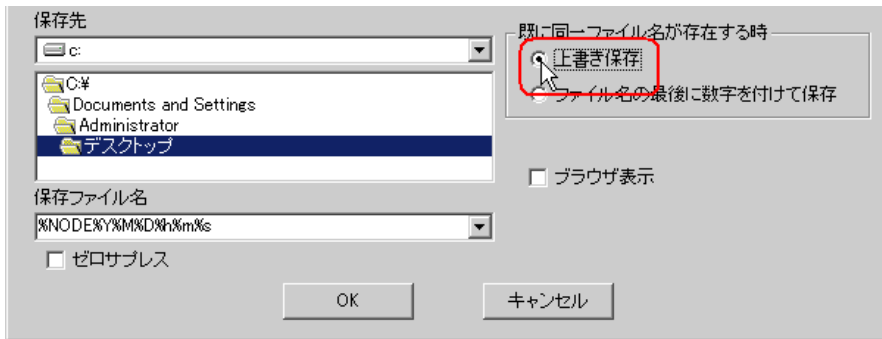 保存先
c:
C:¥
Documents and Settings
Administrator
デスクトップ
保存ファイル名
%NODE%Y%M%D%h%m%s
ゼロサプレス
既に同一ファイル名が存在する時
上書き保存
ファイル名の最後に数字を付けて保存
ブラウザ表示
OK
キャンセル